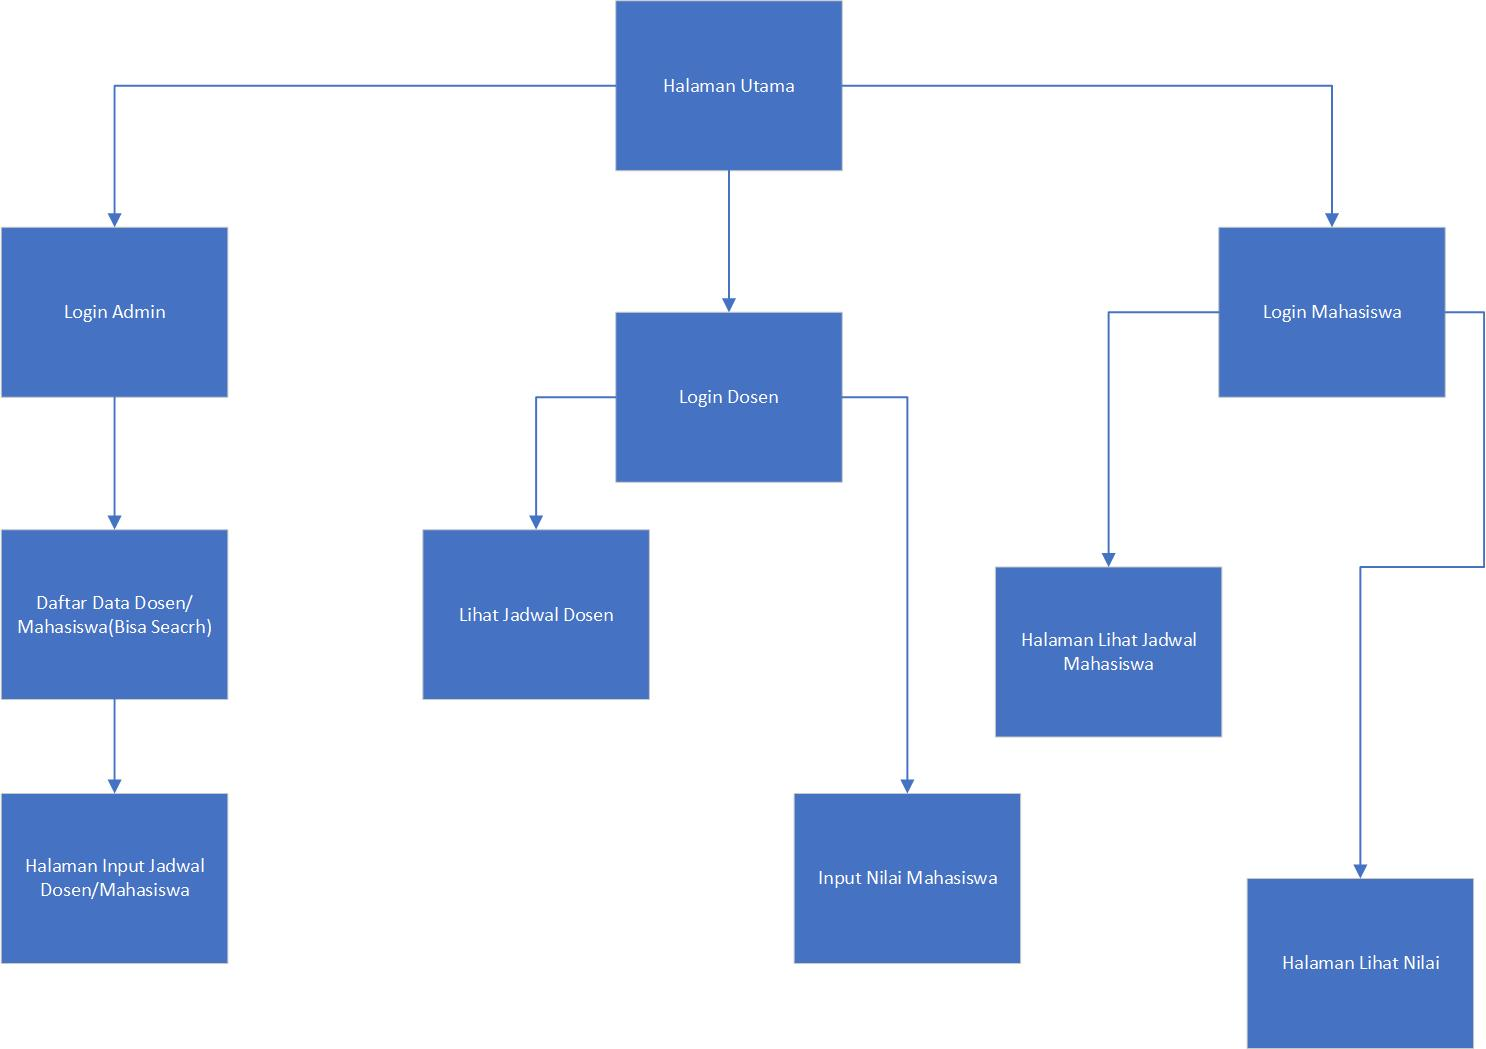 Halaman Utama
Login Admin
Login Mahasiswa
Login Dosen
Daftar Data Dosen/
Mahasiswa(Bisa Seacrh)
Lihat Jadwal Dosen
Halaman Lihat Jadwal
Mahasiswa
Halaman Input Jadwal
Dosen/Mahasiswa
Input Nilai Mahasiswa
Halaman Lihat Nilai